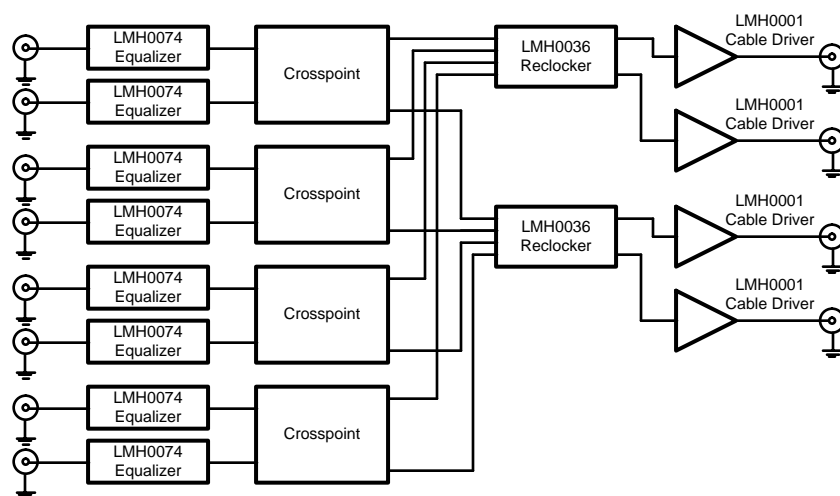 LMH0074
Equalizer
LMH0074
Equalizer
Crosspoint
LMH0036
Reclocker
LMH0001
Cable Driver
LMH0001
Cable Driver
LMH0074
Equalizer
LMH0074
Equalizer
Crosspoint
LMH0036
Reclocker
LMH0001
Cable Driver
LMH0001
Cable Driver
LMH0074
Equalizer
LMH0074
Equalizer
Crosspoint
LMH0074
Equalizer
LMH0074
Equalizer
Crosspoint